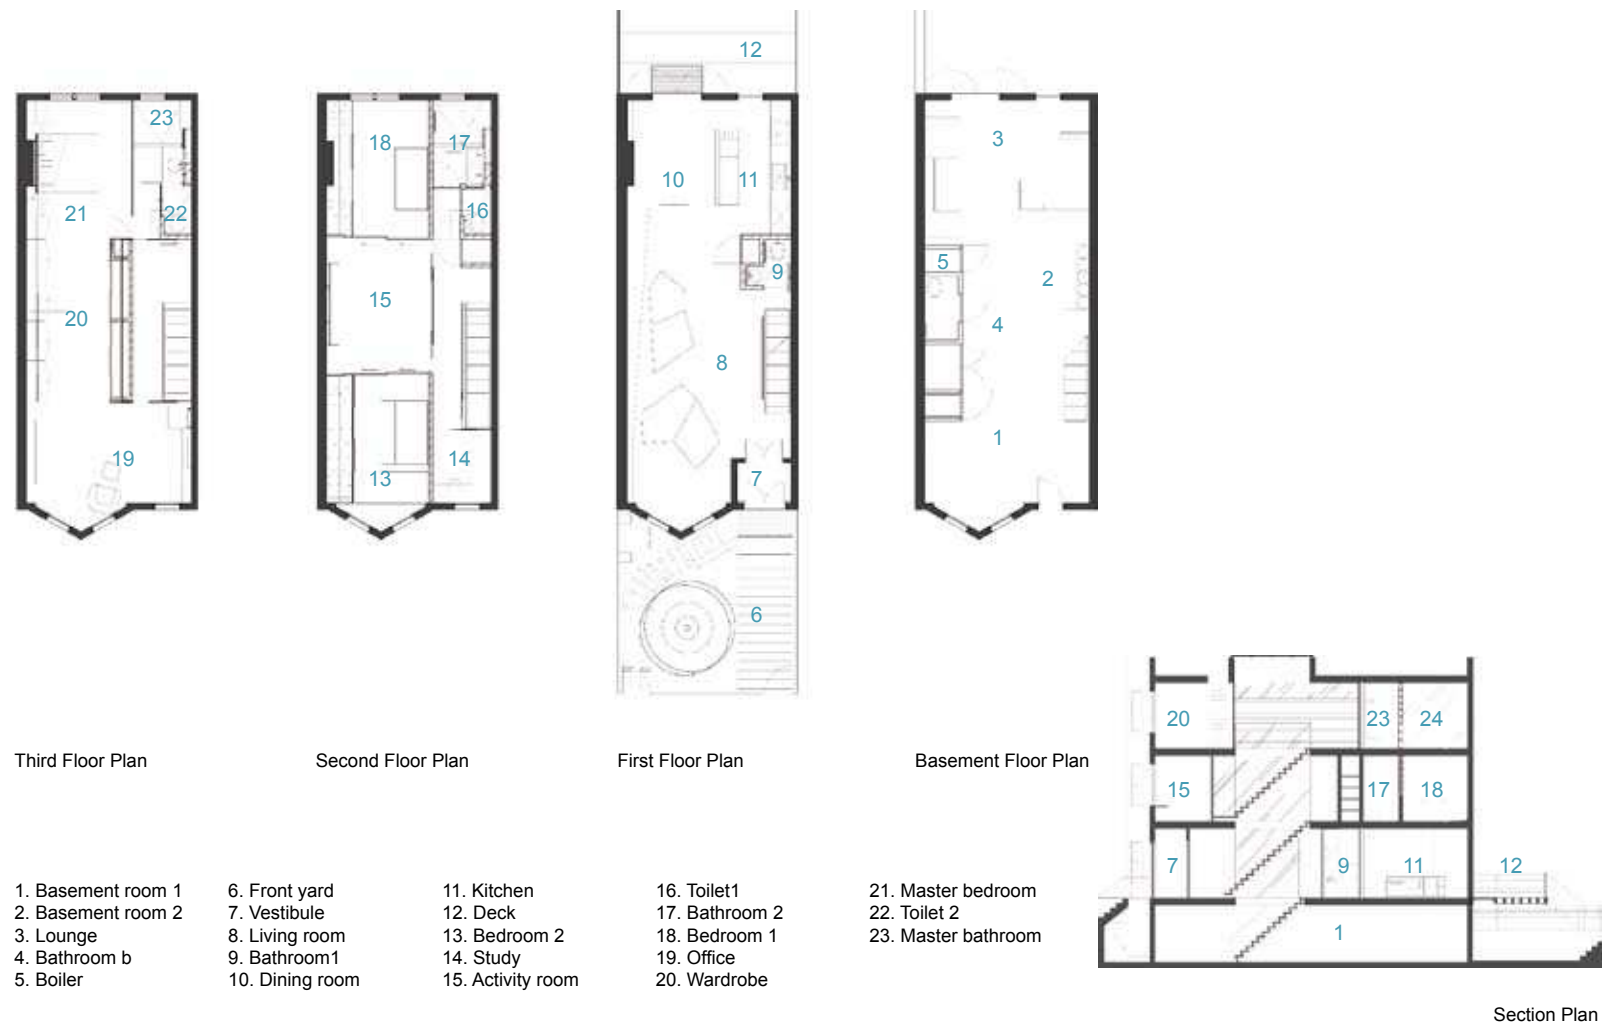 12
23
18
17
3
10
11
21
22
16
5
9
2
15
20
4
8
1
19
13
14
7
6
20
23
24
15
17
18
7
9
11
12
1
Third Floor Plan
Second Floor Plan
First Floor Plan
Basement Floor Plan
1. Basement room 1
2. Basement room 2
3. Lounge
4. Bathroom b
5. Boiler
6. Front yard
7. Vestibule
8. Living room
9. Bathroom1
10. Dining room
11. Kitchen
12. Deck
13. Bedroom 2
14. Study
15. Activity room
16. Toilet1
17. Bathroom 2
18. Bedroom 1
19. Office
20. Wardrobe
21. Master bedroom
22. Toilet 2
23. Master bathroom
Section Plan